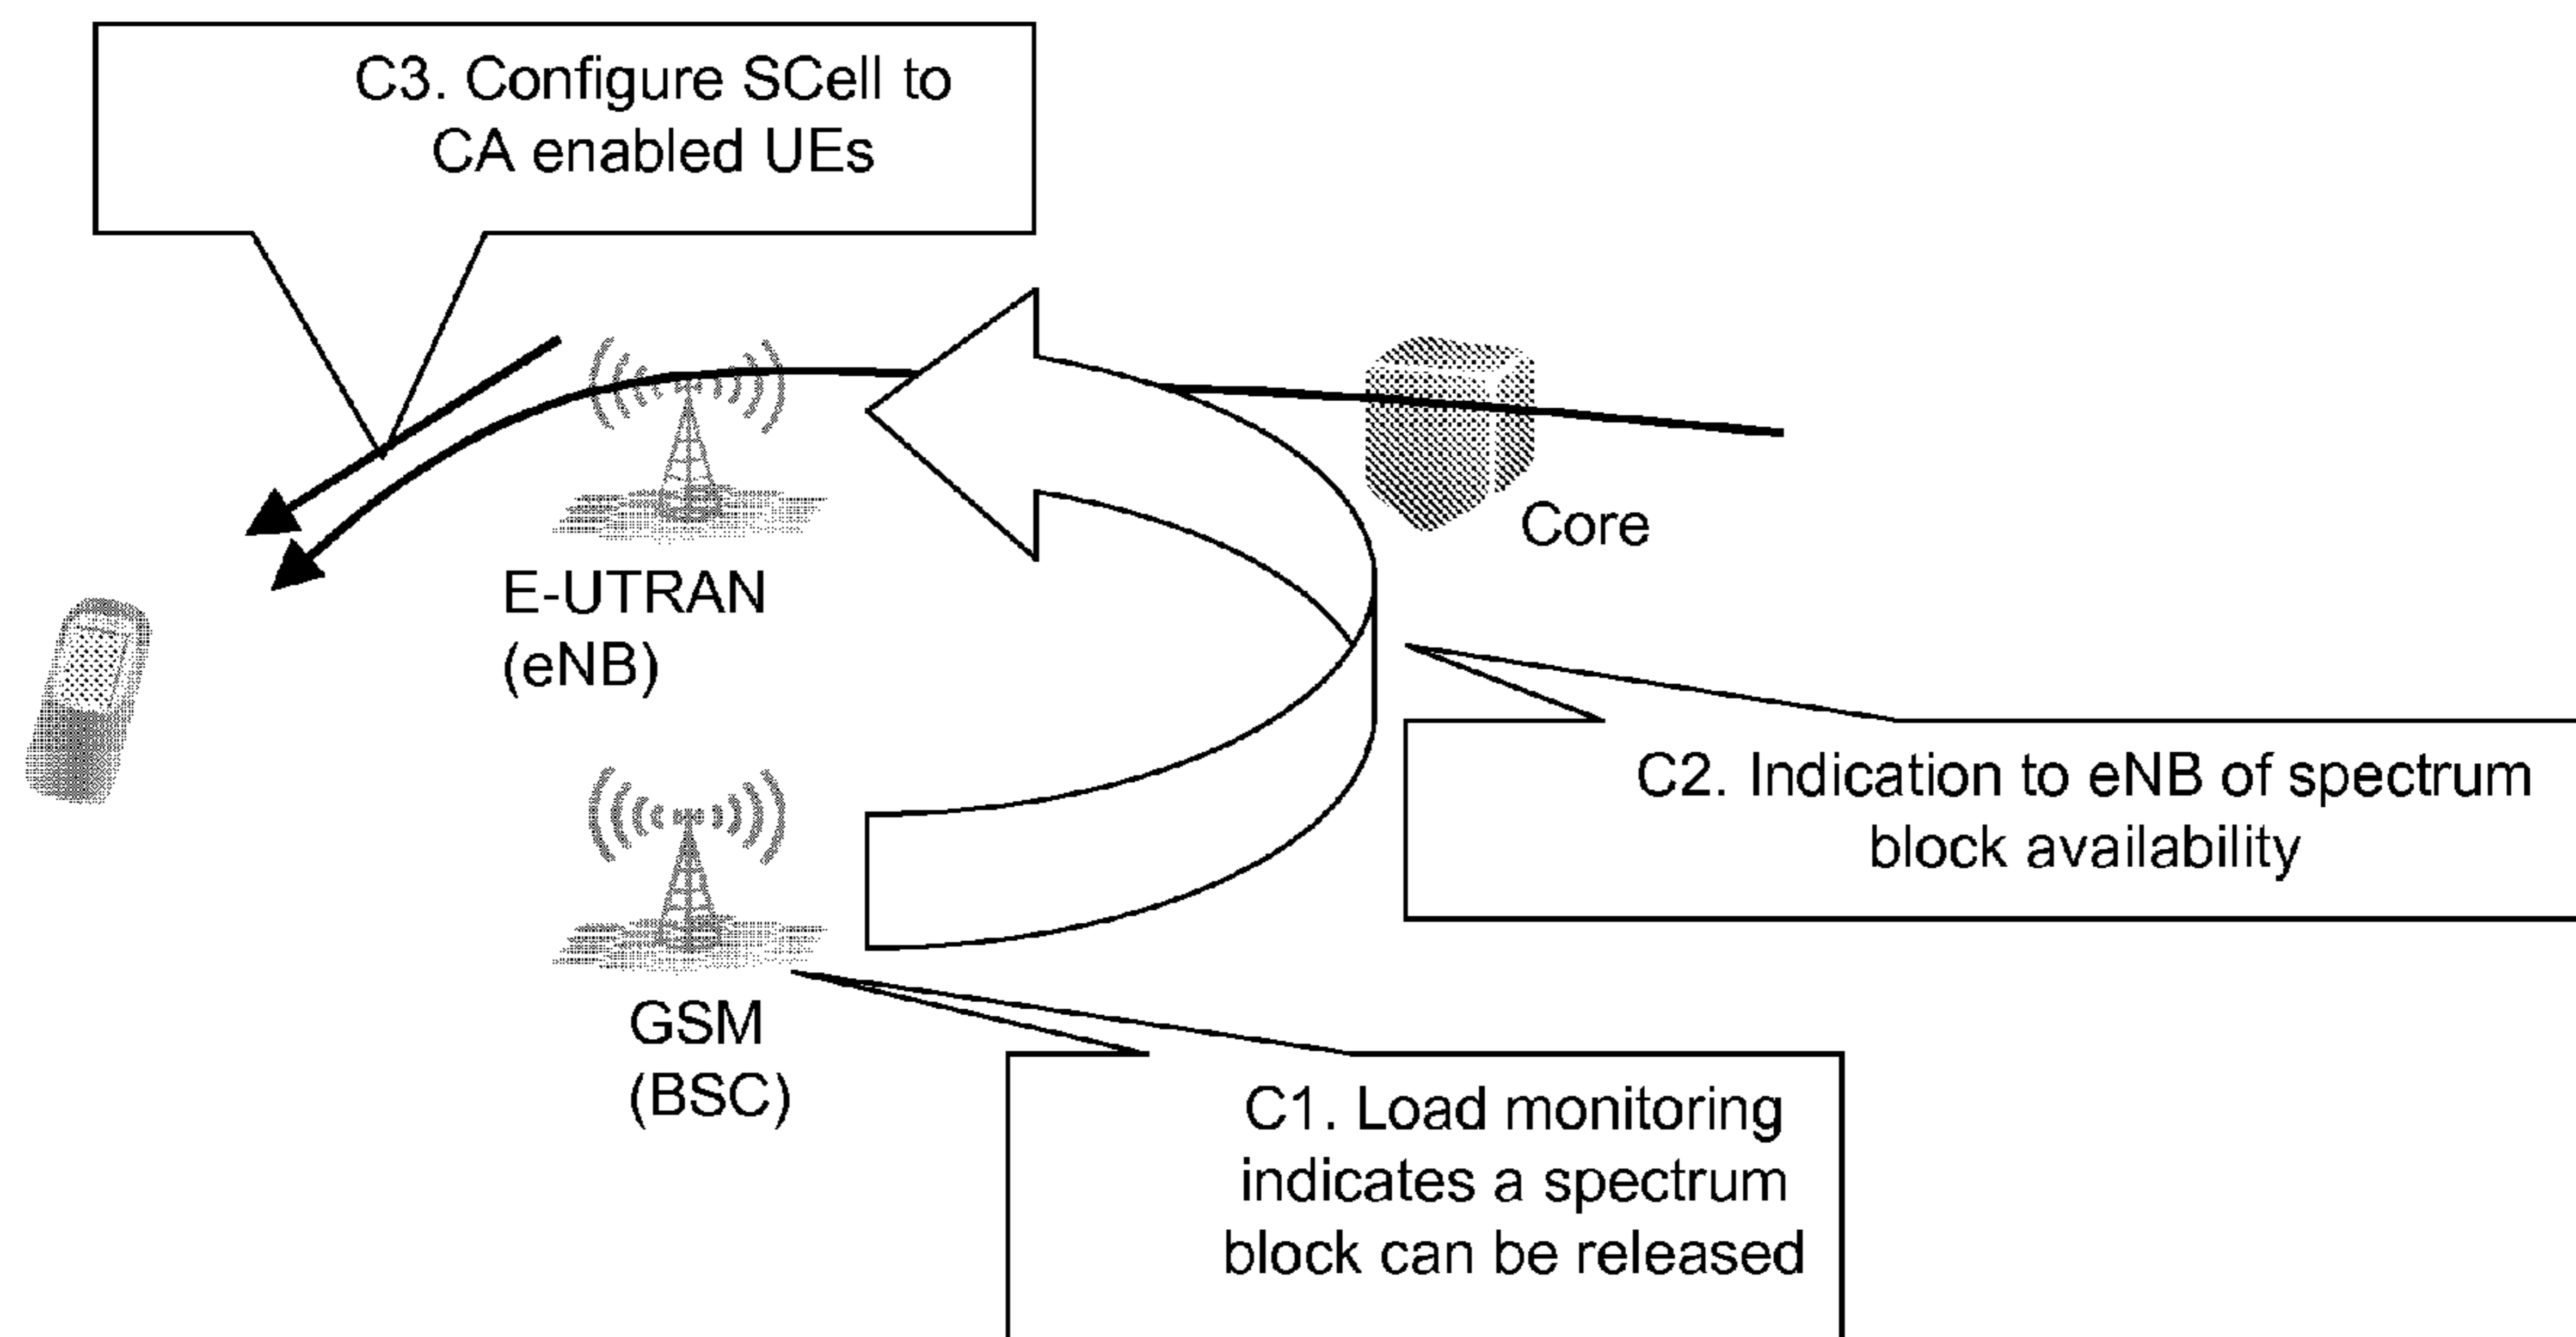 C3. Configure SCell to
CA enabled UEs
Core
E-UTRAN
(eNB)
C2. Indication to eNB of spectrum
block availability
GSM
(BSC)
C1. Load monitoring
indicates a spectrum
block can be released